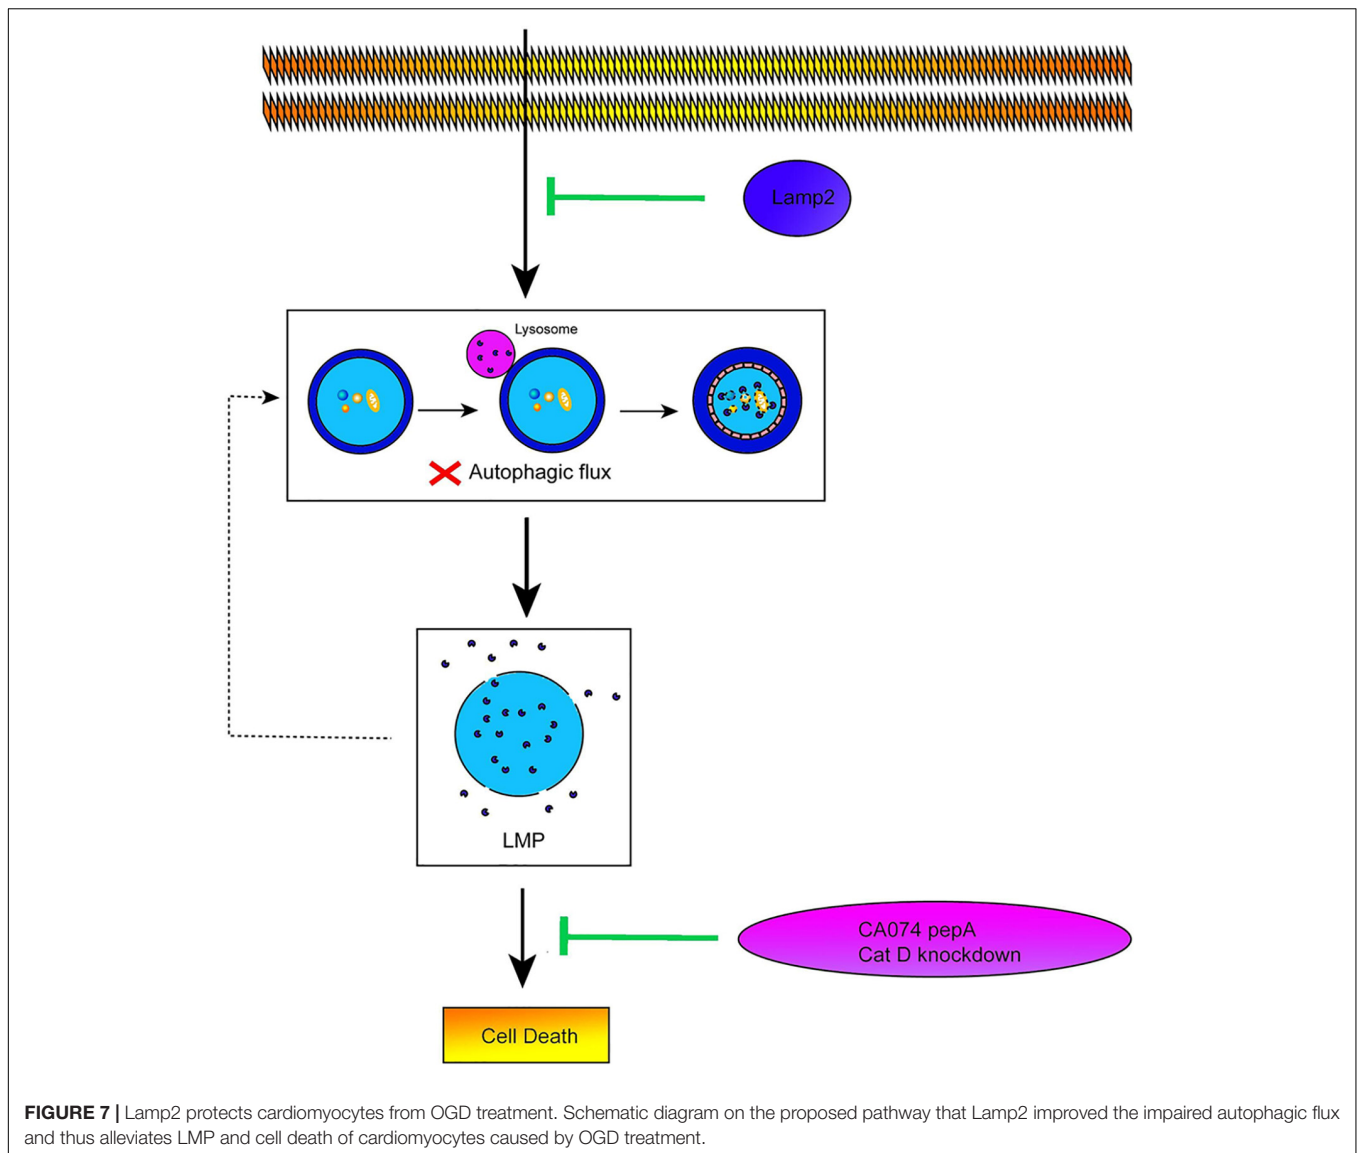 Lamp2
Lysosome
Autophagic flux
LMP
CA074 pepA
Cat D knockdown
Cell Death
FIGURE 7 | Lamp2 protects cardiomyocytes from OGD treatment. Schematic diagram on the proposed pathway that Lamp2 improved the impaired autophagic flux
and thus alleviates LMP and cell death of cardiomyocytes caused by OGD treatment.